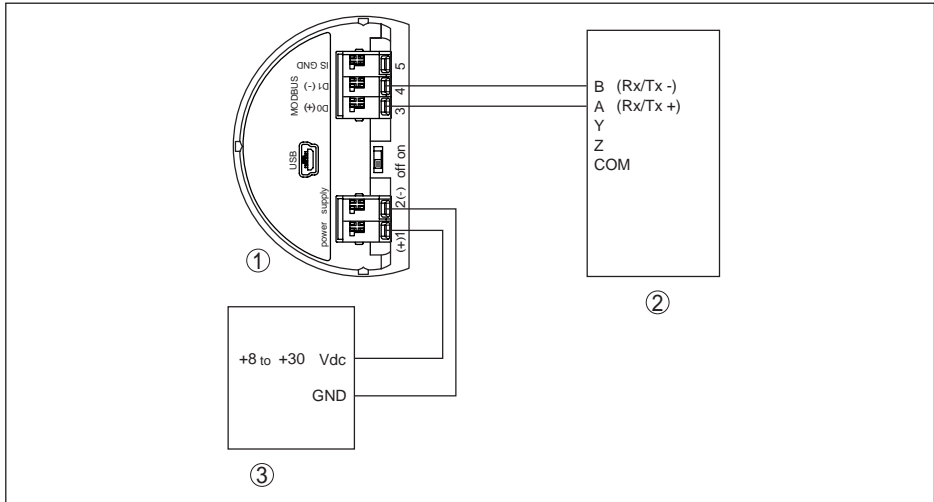 IS GND
MODBUS
D1 (-)
D0 (+)
USB
power supply
5
4
3
off on
2(-)
(+)1
①
B (Rx/Tx -)
A (Rx/Tx +)
Y
Z
COM
②
+8 to +30 Vdc
GND
③